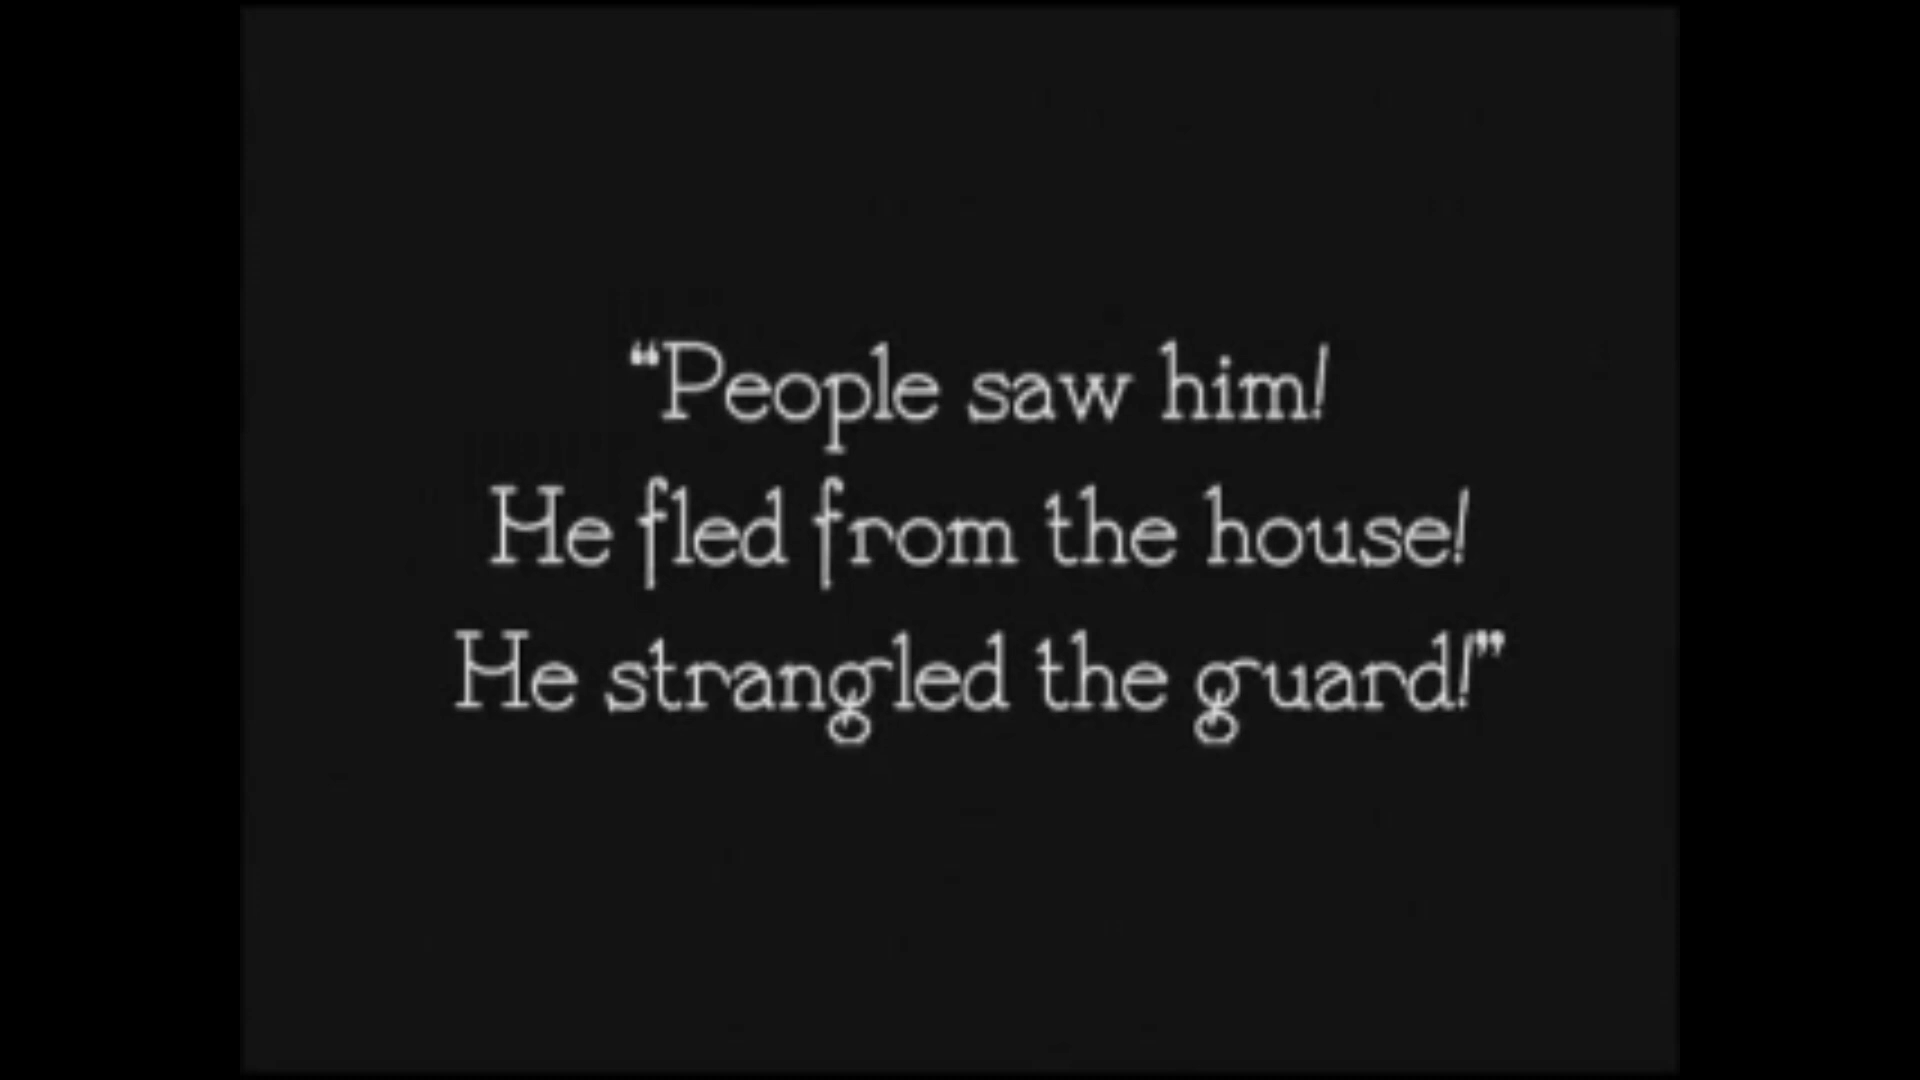 “People saw him!
He fled from the house!
He strangled the guard!”